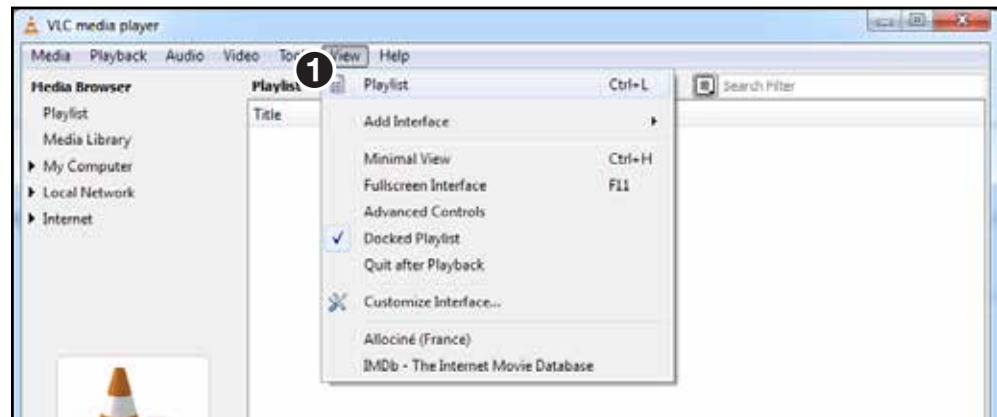 VLC media player
Media Playback Audio Video Tools View Help
1
Media Browser
Playlist
Media Library
My Computer
Local Network
Internet
Playlist
Title
Search Filter
Playlist Ctrl+L
Add Interface
Minimal View Ctrl+H
Fullscreen Interface F11
Advanced Controls
Docked Playlist
Quit after Playback
Customize Interface...
Allociné (France)
IMDb - The Internet Movie Database